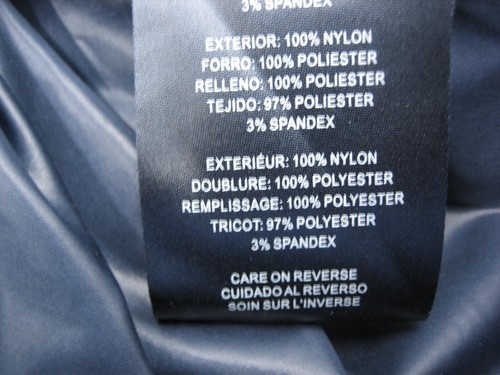 3% SPANDEX
EXTERIOR: 100% NYLON
FORRO: 100% POLIESTER
RELLENO: 100% POLIESTER
TEJIDO: 97% POLIESTER
3% SPANDEX
EXTERIÉUR: 100% NYLON
DOUBLURE: 100% POLYESTER
REMPLISSAGE: 100% POLYESTER
TRICOT: 97% POLYESTER
3% SPANDEX
CARE ON REVERSE
CUIDADO AL REVERSO
SOIN SUR L'INVERSE